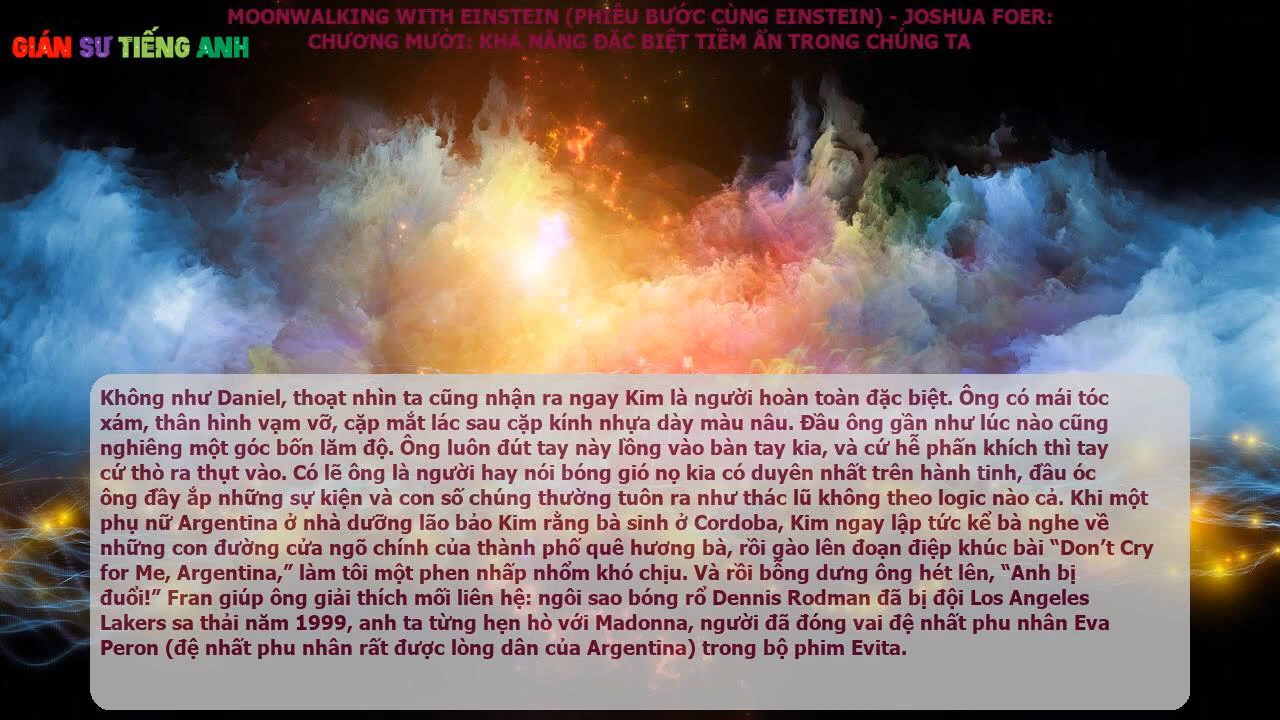 MOONWALKING WITH EINSTEIN (PHIÊU BƯỚC CÙNG EINSTEIN) - JOSHUA FOER:
CHƯƠNG MƯỜI: KHẢ NĂNG ĐẶC BIỆT TIỀM ẨN TRONG CHÚNG TA
GIÁN SƯ TIẾNG ANH
Không như Daniel, thoạt nhìn ta cũng nhận ra ngay Kim là người hoàn toàn đặc biệt. Ông có mái tóc
xám, thân hình vạm vỡ, cặp mắt lác sau cặp kính nhựa dày màu nâu. Đầu ông gần như lúc nào cũng
nghiêng một góc bốn lăm độ. Ông luôn đút tay này lồng vào bàn tay kia, và cứ hễ phấn khích thì tay
cứ thò ra thụt vào. Có lẽ ông là người hay nói bóng gió nọ kia có duyên nhất trên hành tinh, đầu óc
ông đầy ắp những sự kiện và con số chúng thường tuôn ra như thác lũ không theo logic nào cả. Khi một
phụ nữ Argentina ở nhà dưỡng lão bảo Kim rằng bà sinh ở Cordoba, Kim ngay lập tức kể bà nghe về
những con đường cửa ngõ chính của thành phố quê hương bà, rồi gào lên đoạn điệp khúc bài “Don’t Cry
for Me, Argentina,” làm tôi một phen nhấp nhổm khó chịu. Và rồi bỗng dưng ông hét lên, “Anh bị
đuổi!” Fran giúp ông giải thích mối liên hệ: ngôi sao bóng rổ Dennis Rodman đã bị đội Los Angeles
Lakers sa thải năm 1999, anh ta từng hẹn hò với Madonna, người đã đóng vai đệ nhất phu nhân Eva
Peron (đệ nhất phu nhân rất được lòng dân của Argentina) trong bộ phim Evita.